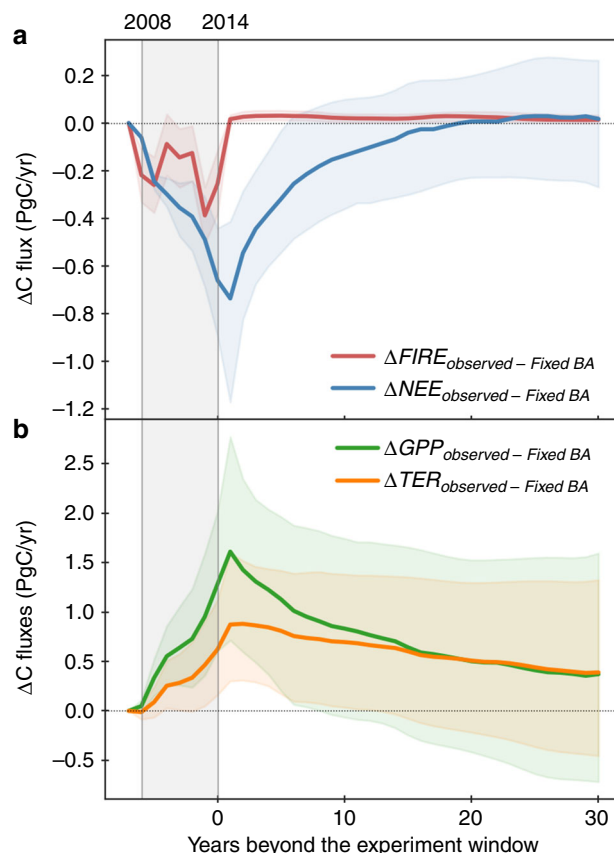 2008 2014
a
0.2
0.0
−0.2
−0.4
−0.6
−0.8
−1.0
−1.2
ΔC flux (PgC/yr)
ΔFIRE observed – Fixed BA
ΔNEE observed – Fixed BA
b
2.5
2.0
1.5
1.0
0.5
0.0
−0.5
ΔC fluxes (PgC/yr)
ΔGPP observed – Fixed BA
ΔTER observed – Fixed BA
0 10 20 30
Years beyond the experiment window